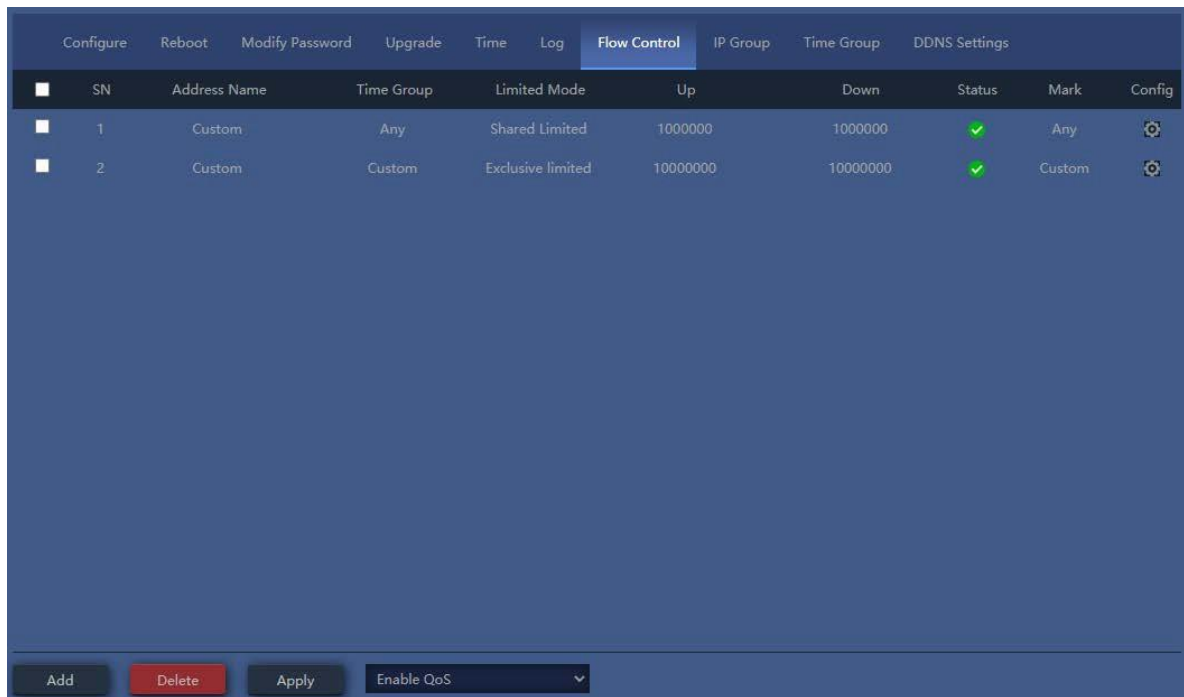 Configure Reboot Modify Password Upgrade Time Log Flow Control IP Group Time Group DDNS Settings
SN Address Name Time Group Limited Mode Up Down Status Mark Config
1 Custom Any Shared Limited 1000000 1000000 Any
2 Custom Custom Exclusive limited 10000000 10000000 Custom
Add Delete Apply Enable QoS